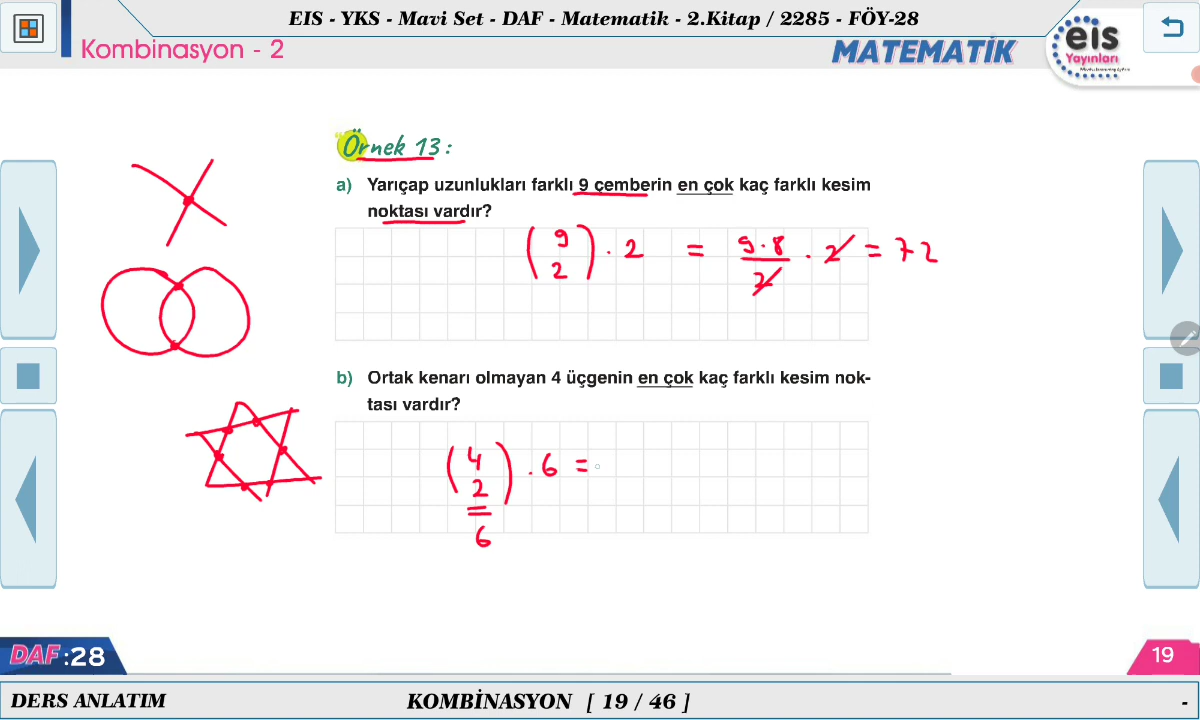 EIS - YKS - Mavi Set - DAF - Matematik - 2.Kitap / 2285 - FÖY-28
Kombinasyon - 2
MATEMATİK
eis
Yayınları
Örnek 13:
a) Yarıçap uzunlukları farklı 9 çemberin en çok kaç farklı kesim
noktası vardır?
(9 2) . 2 = 9.8/2 . 2 = 72
b) Ortak kenarı olmayan 4 üçgenin en çok kaç farklı kesim nok-
tası vardır?
(4 2) . 6 =
6
DAF:28
19
DERS ANLATIM
KOMBİNASYON [ 19 / 46 ]
-